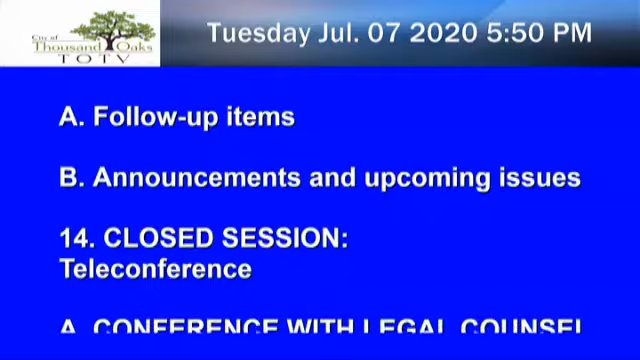 City of
Thousand Oaks
TOTV
Tuesday Jul. 07 2020 5:50 PM
A. Follow-up items
B. Announcements and upcoming issues
14. CLOSED SESSION:
Teleconference
A. CONFERENCE WITH LEGAL COUNSEL